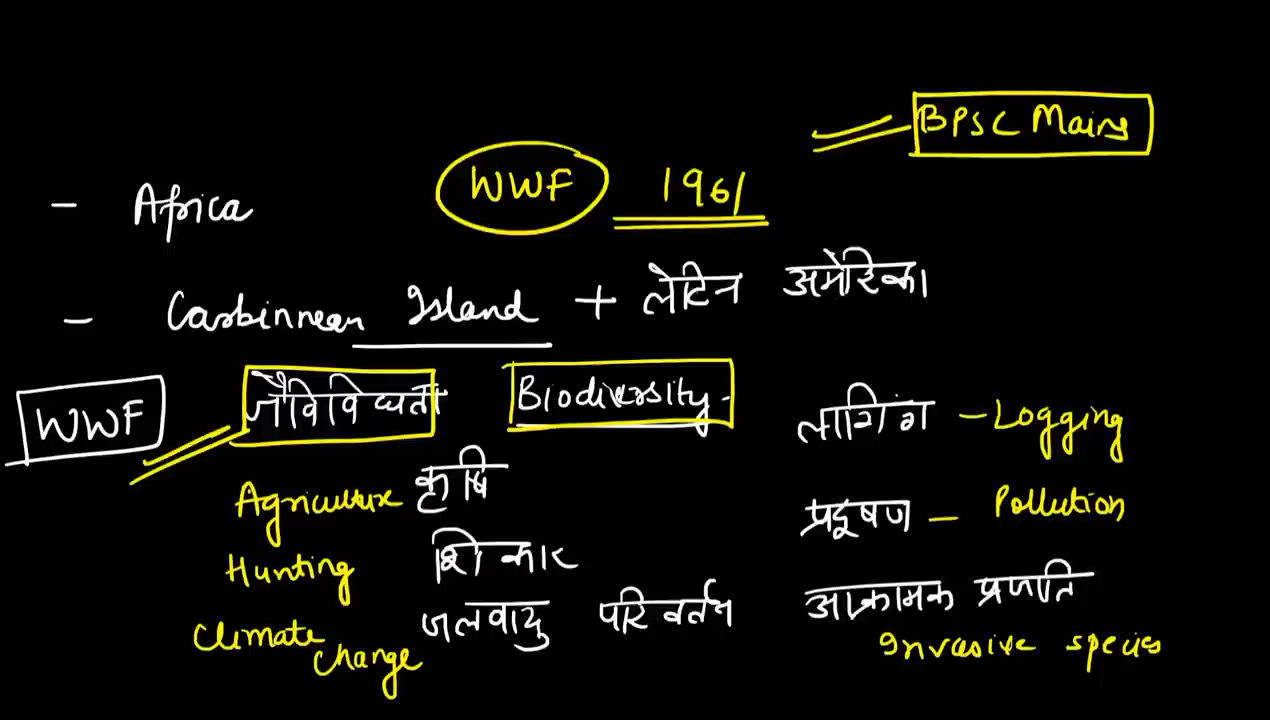 BPSC Mains
WWF 1961
- Africa
- Carbinnean Island + लेटिन अमेरिका
WWF जैवविविधता Biodiversity -
लागिंग - Logging
Agriculture कृषि
प्रदूषण - Pollution
Hunting शिकार
Climate Change जलवायु परिवर्तन
आक्रामक प्रजाति
Invasive species